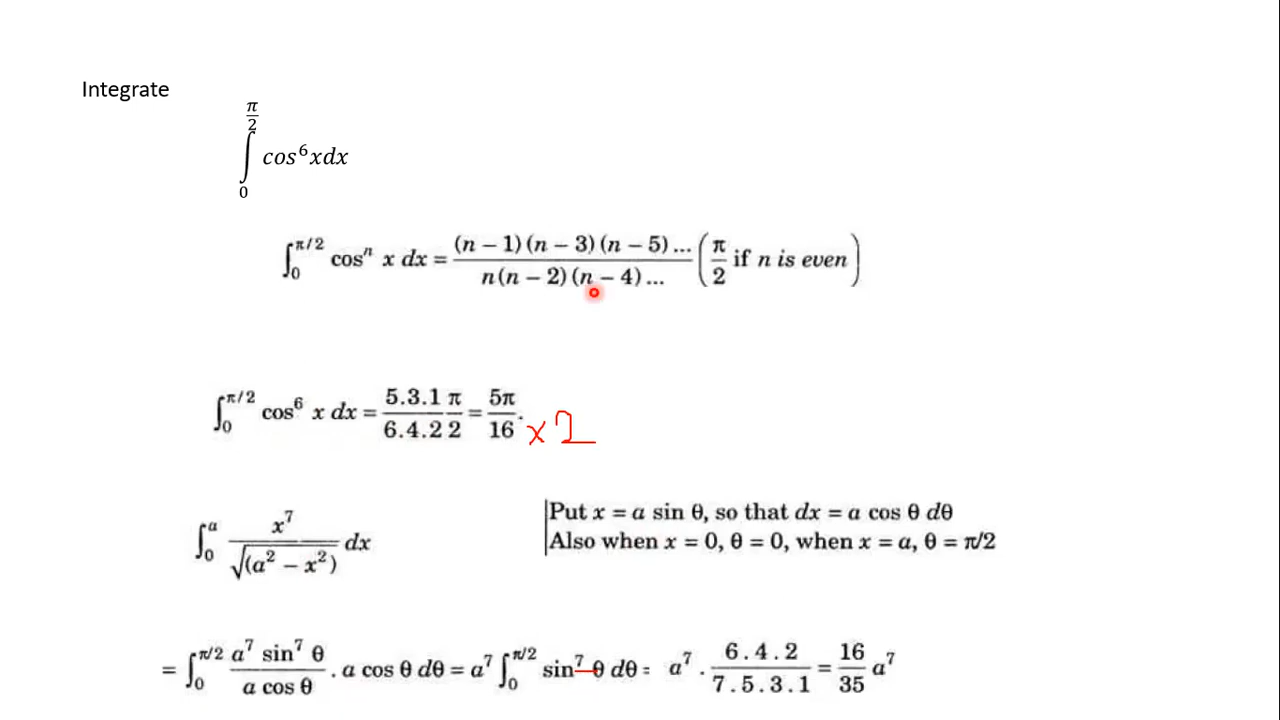 Integrate
∫₀^{π/2} cos⁶xdx
∫₀^{π/2} cosⁿ x dx = (n – 1)(n – 3)(n – 5) ... / n(n – 2)(n – 4) ... (π/2 if n is even)
∫₀^{π/2} cos⁶ x dx = 5.3.1/6.4.2 π/2 = 5π/16. × 2
∫₀^a x⁷/√(a² – x²) dx |Put x = a sin θ, so that dx = a cos θ dθ
|Also when x = 0, θ = 0, when x = a, θ = π/2
= ∫₀^{π/2} a⁷ sin⁷ θ / a cos θ . a cos θ dθ = a⁷ ∫₀^{π/2} sin⁷ θ dθ = a⁷ . 6.4.2/7.5.3.1 = 16/35 a⁷